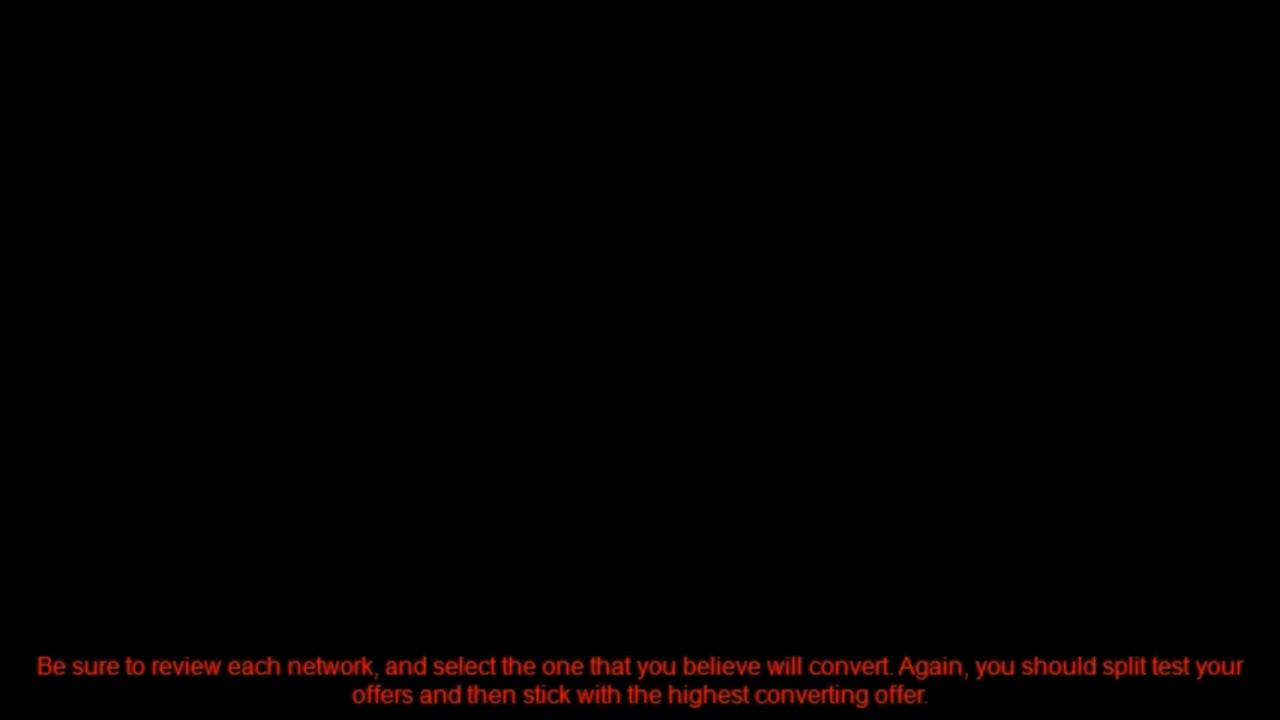 Be sure to review each network, and select the one that you believe will convert. Again, you should split test your
offers and then stick with the highest converting offer.